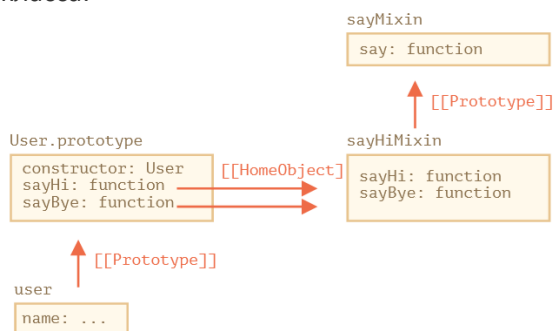 класса.
sayMixin
say: function
[[Prototype]]
User.prototype
sayHiMixin
constructor: User
sayHi: function
sayBye: function
[[HomeObject]
sayHi: function
sayBye: function
[[Prototype]]
user
name: ...